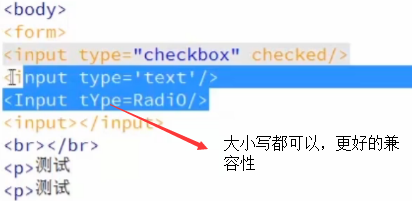 <body>
<form>
<input type="checkbox" checked/>
<input type='text'/>
<Input tYpe=RadiO/>
<input></input>
<br></br>
<p>测试
<p>测试
大小写都可以，更好的兼
容性